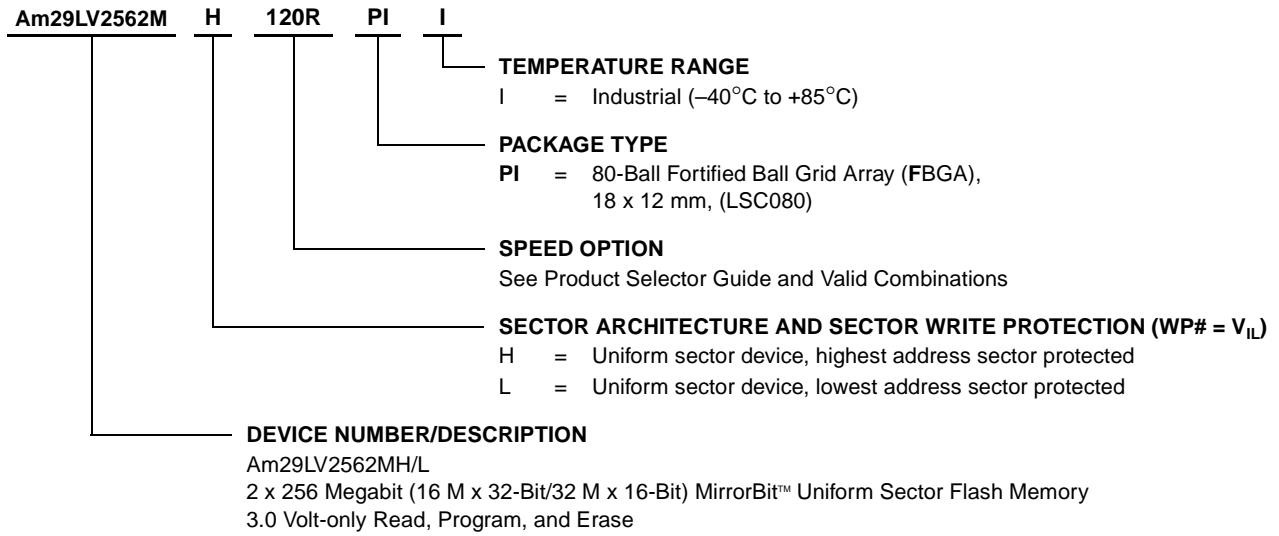 Am29LV2562M H 120R PI I
TEMPERATURE RANGE
I = Industrial (–40°C to +85°C)
PACKAGE TYPE
PI = 80-Ball Fortified Ball Grid Array (FBGA),
18 x 12 mm, (LSC080)
SPEED OPTION
See Product Selector Guide and Valid Combinations
SECTOR ARCHITECTURE AND SECTOR WRITE PROTECTION (WP# = VIL)
H = Uniform sector device, highest address sector protected
L = Uniform sector device, lowest address sector protected
DEVICE NUMBER/DESCRIPTION
Am29LV2562MH/L
2 x 256 Megabit (16 M x 32-Bit/32 M x 16-Bit) MirrorBit™ Uniform Sector Flash Memory
3.0 Volt-only Read, Program, and Erase